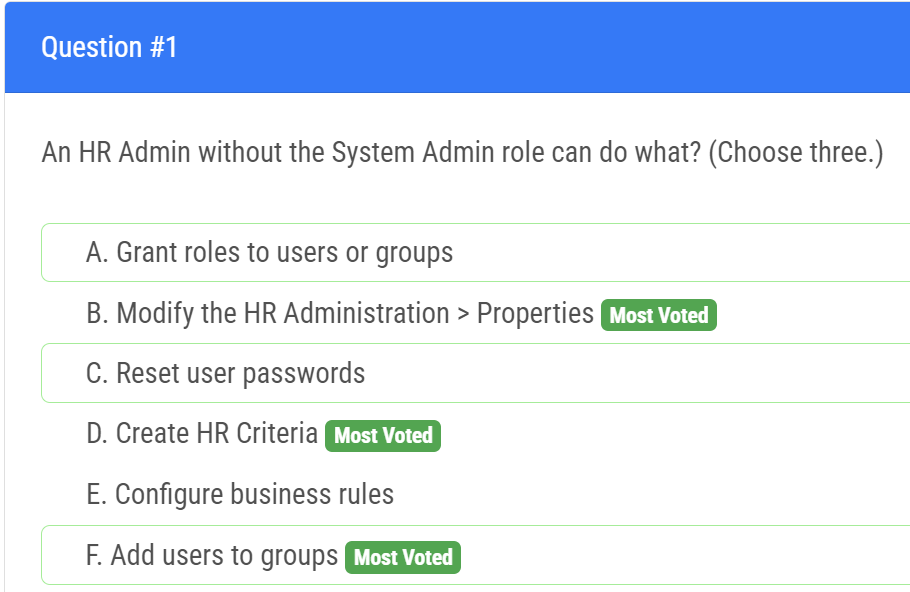 Question #1
An HR Admin without the System Admin role can do what? (Choose three.)
A. Grant roles to users or groups
B. Modify the HR Administration > Properties Most Voted
C. Reset user passwords
D. Create HR Criteria Most Voted
E. Configure business rules
F. Add users to groups Most Voted